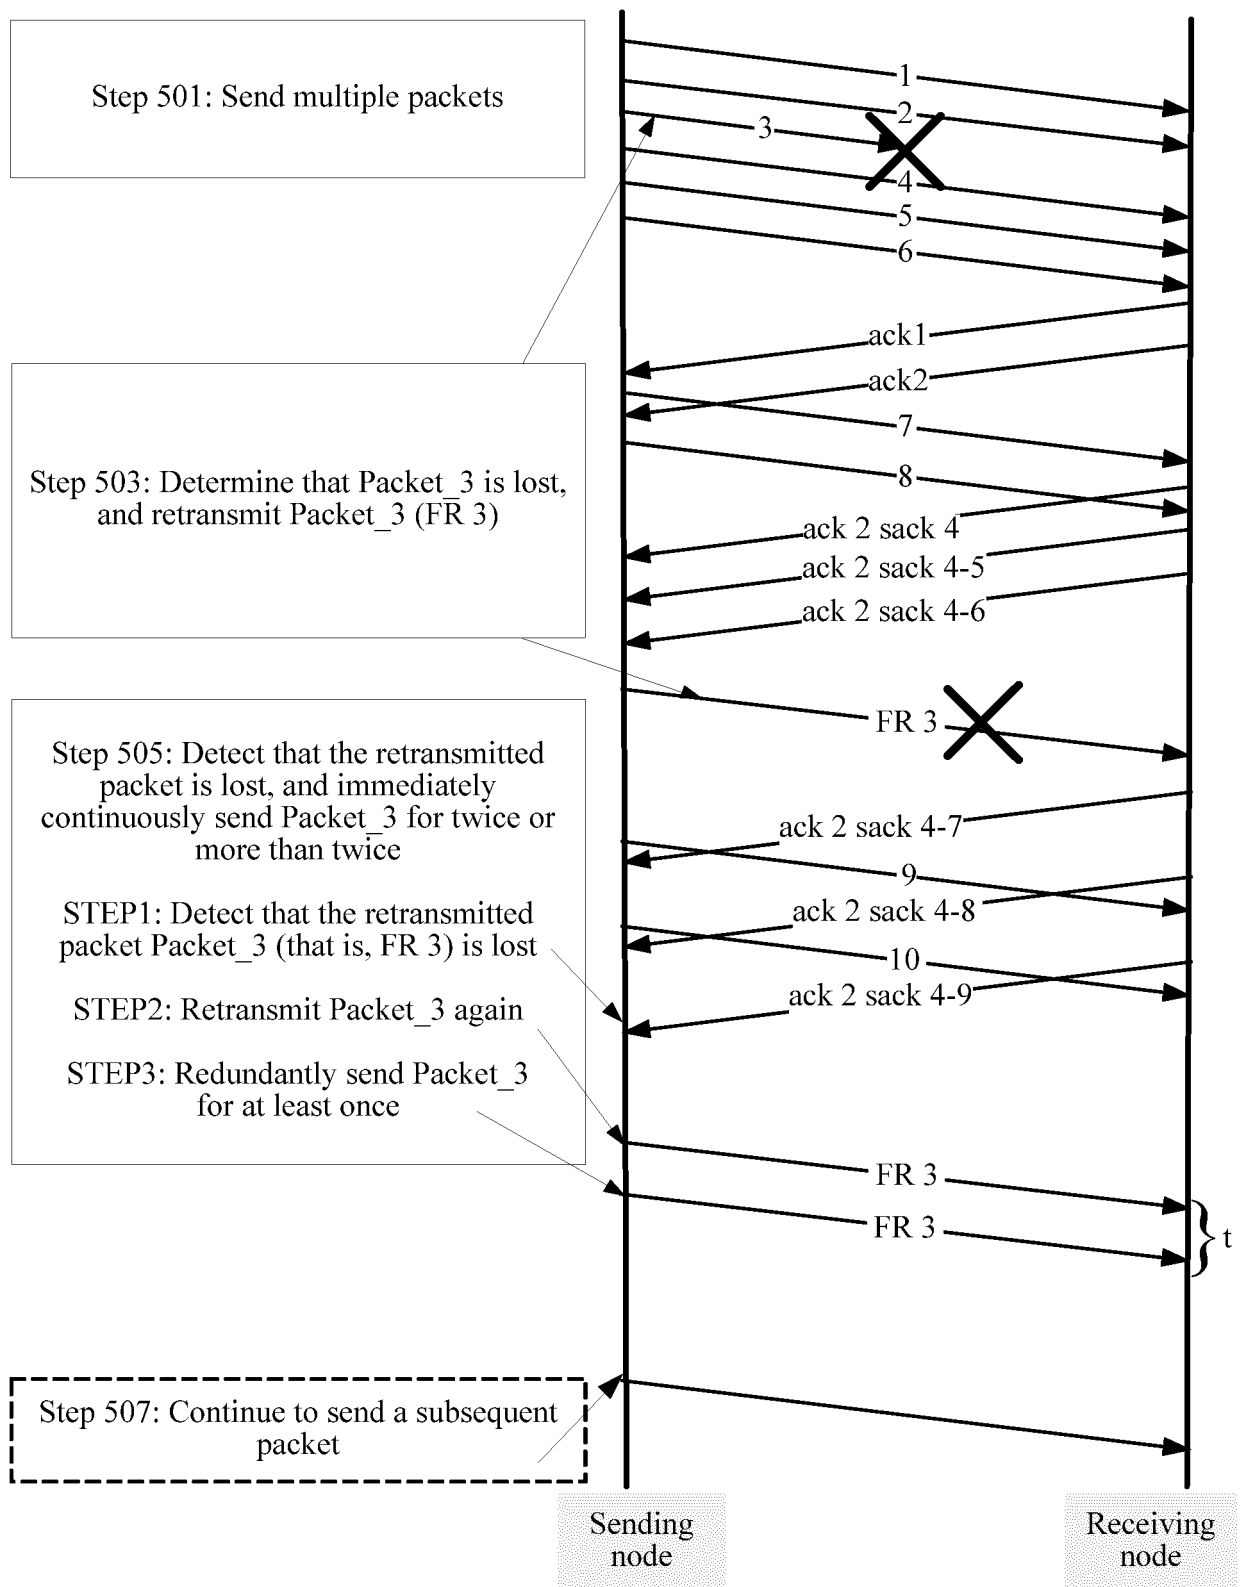 Step 501: Send multiple packets
1
2
3
4
5
6
ack1
ack2
7
8
Step 503: Determine that Packet_3 is lost,
and retransmit Packet_3 (FR 3)
ack 2 sack 4
ack 2 sack 4-5
ack 2 sack 4-6
FR 3
Step 505: Detect that the retransmitted
packet is lost, and immediately
continuously send Packet_3 for twice or
more than twice
STEP1: Detect that the retransmitted
packet Packet_3 (that is, FR 3) is lost
STEP2: Retransmit Packet_3 again
STEP3: Redundantly send Packet_3
for at least once
ack 2 sack 4-7
9
ack 2 sack 4-8
10
ack 2 sack 4-9
FR 3
FR 3
t
Step 507: Continue to send a subsequent
packet
Sending
node
Receiving
node